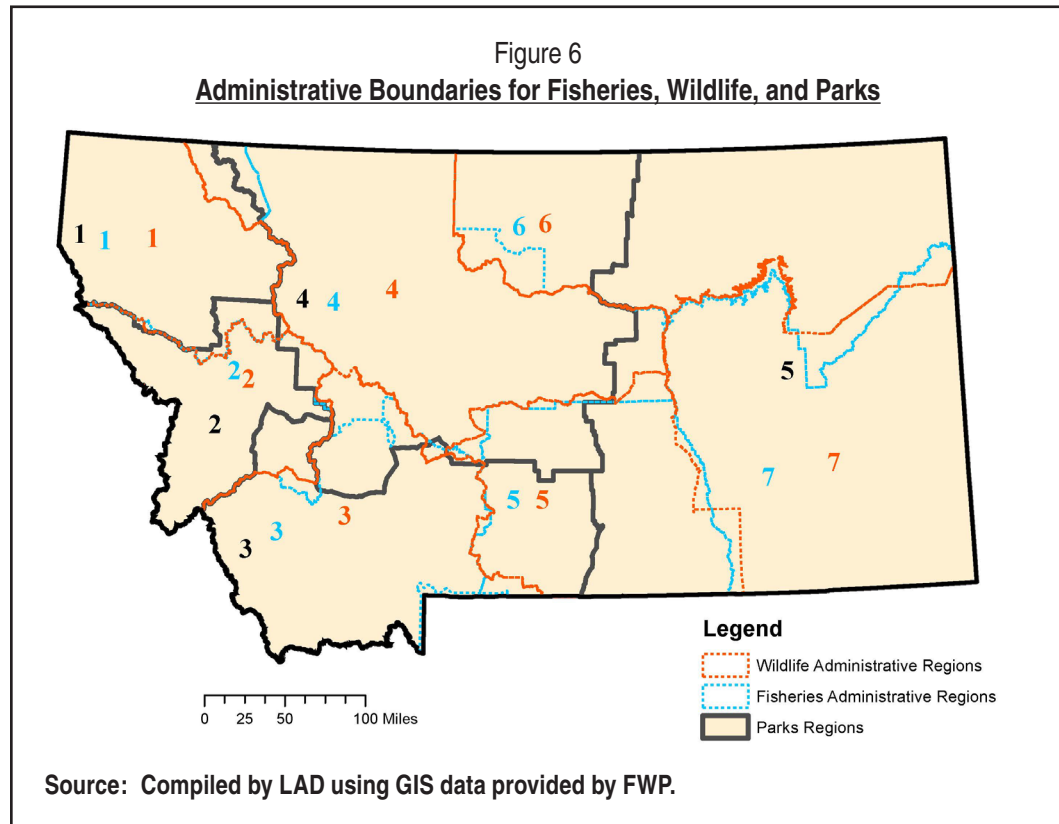 Figure 6
Administrative Boundaries for Fisheries, Wildlife, and Parks
6 6
1 1 1
4 4 4
2 2
5
2
7 7
5 5
3
3 3
Legend
Wildlife Administrative Regions
Fisheries Administrative Regions
Parks Regions
0 25 50 100 Miles
Source: Compiled by LAD using GIS data provided by FWP.